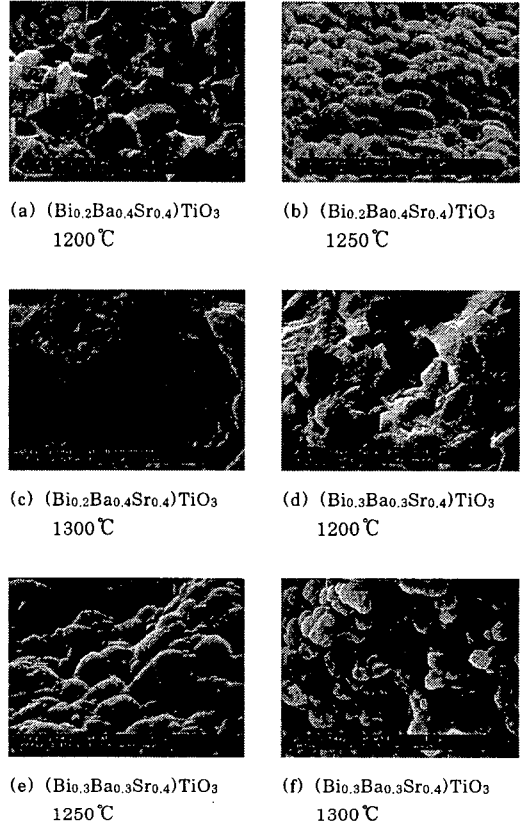 (a) (Bi0.2Ba0.4Sr0.4)TiO3
1200℃
(b) (Bi0.2Ba0.4Sr0.4)TiO3
1250℃
(c) (Bi0.2Ba0.4Sr0.4)TiO3
1300℃
(d) (Bi0.3Ba0.3Sr0.4)TiO3
1200℃
(e) (Bi0.3Ba0.3Sr0.4)TiO3
1250℃
(f) (Bi0.3Ba0.3Sr0.4)TiO3
1300℃